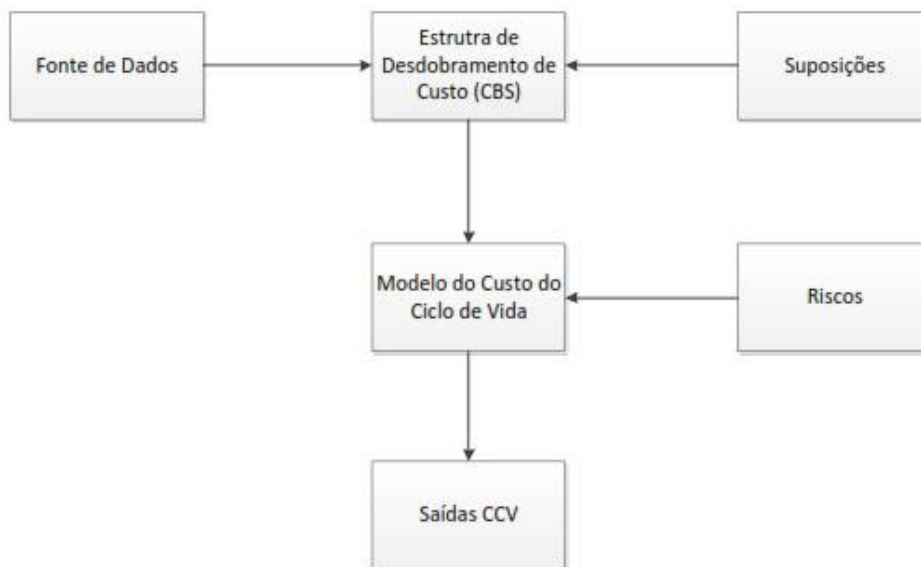 Fonte de Dados
Estrutra de
Desdobramento de
Custo (CBS)
Suposições
Modelo do Custo do
Ciclo de Vida
Riscos
Saídas CCV